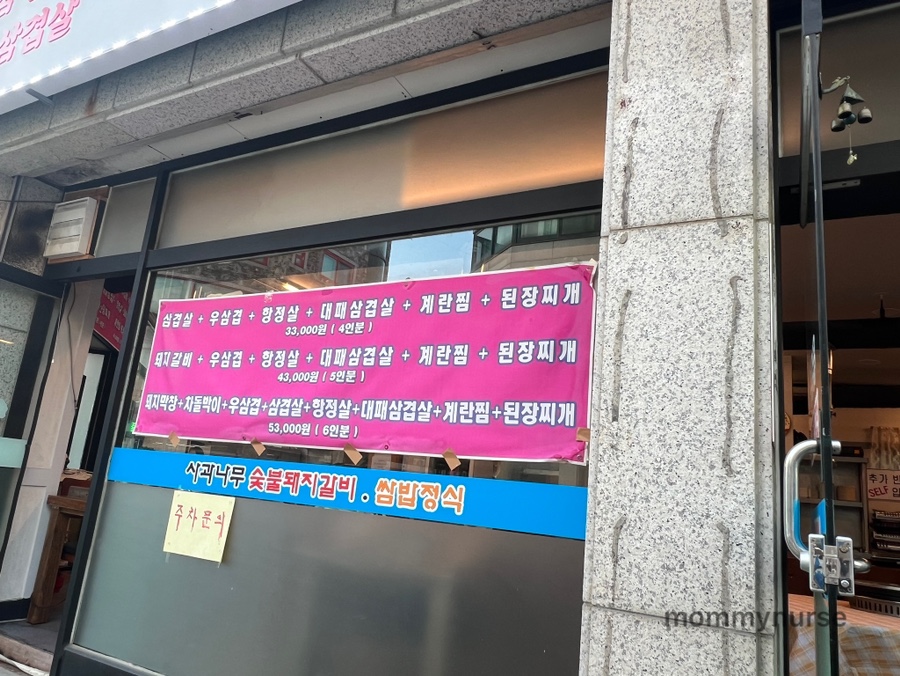 삼겹살
삼겹살 + 우삼겹 + 항정살 + 대패삼겹살 + 계란찜 + 된장찌개
33,000원 ( 4인분 )
돼지갈비 + 우삼겹 + 항정살 + 대패삼겹살 + 계란찜 + 된장찌개
43,000원 ( 5인분 )
돼지막창+차돌박이+우삼겹+삼겹살+항정살+대패삼겹살+계란찜+된장찌개
53,000원 ( 6인분 )
사과나무 숯불돼지갈비 . 쌈밥정식
주차문의
추가 반
SELF 입
mommynurse